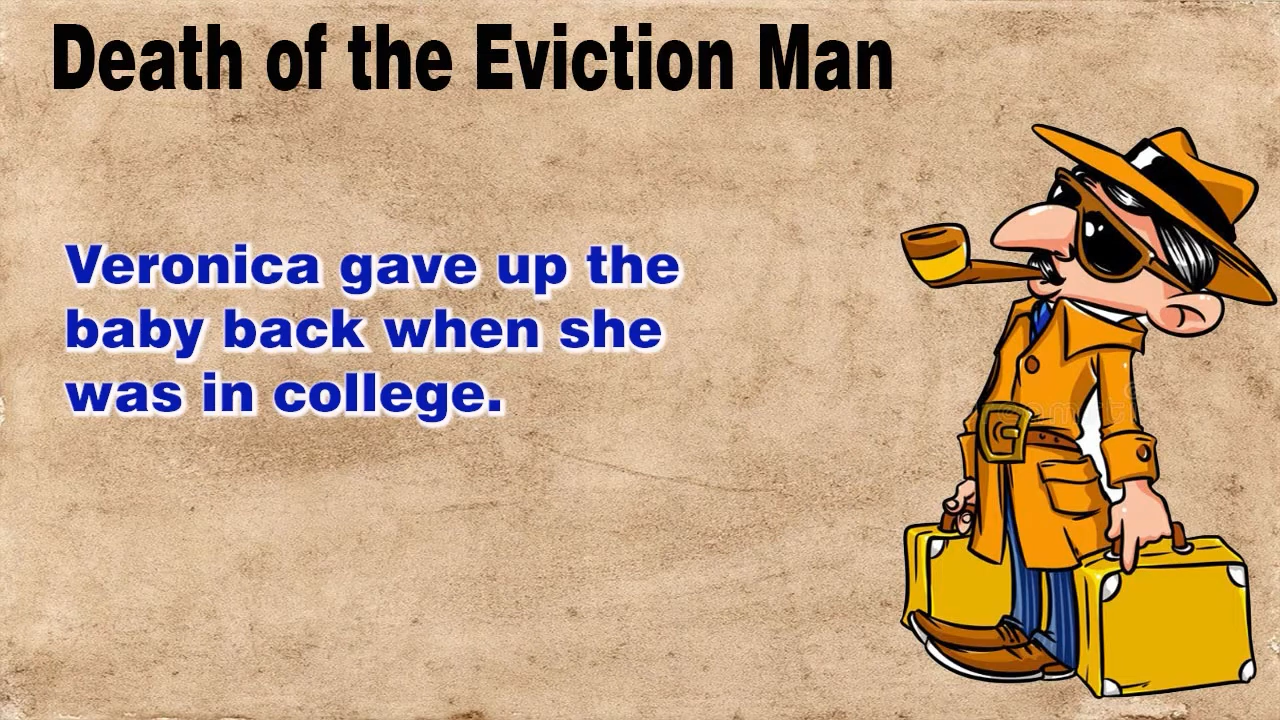 Death of the Eviction Man
Veronica gave up the
baby back when she
was in college.